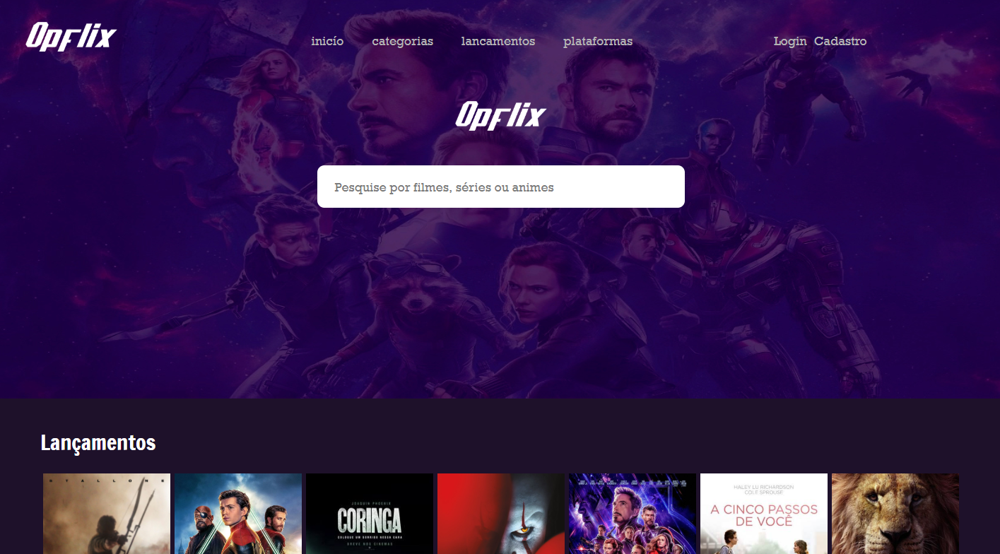 OpFlix
inicío categorias lancamentos plataformas Login Cadastro
OpFlix
Pesquise por filmes, séries ou animes
Lançamentos
STALLONE
JOAQUIN PHOENIX
CORINGA
COLOQUE UM SORRISO NESSA CARA
BREVE NOS CINEMAS
HALEY LU RICHARDSON
COLE SPROUSE
A CINCO PASSOS
DE VOCÊ